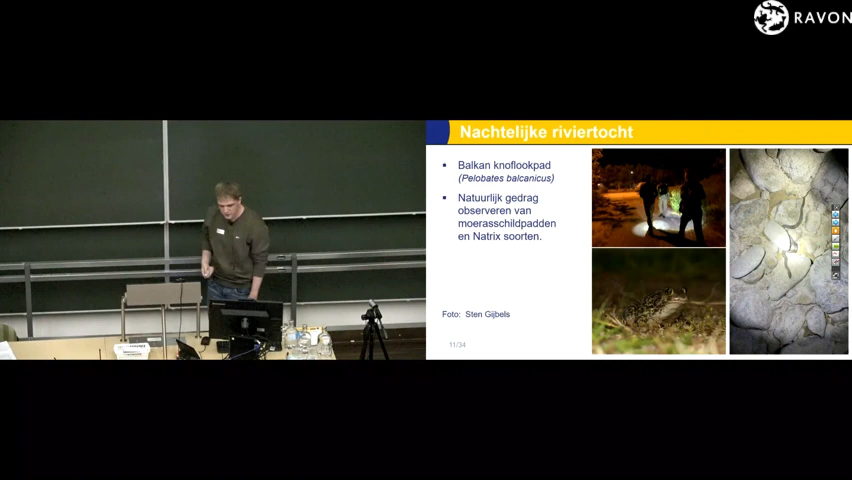 RAVON
Nachtelijke riviertocht
Balkan knoflookpad
(Pelobates balcanicus)
Natuurlijk gedrag
observeren van
moerasschildpadden
en Natrix soorten.
Foto: Sten Gijbels
11/34